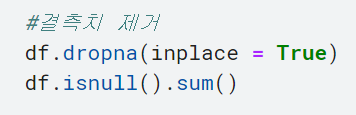 #결측치 제거
df.dropna(inplace = True)
df.isnull().sum()